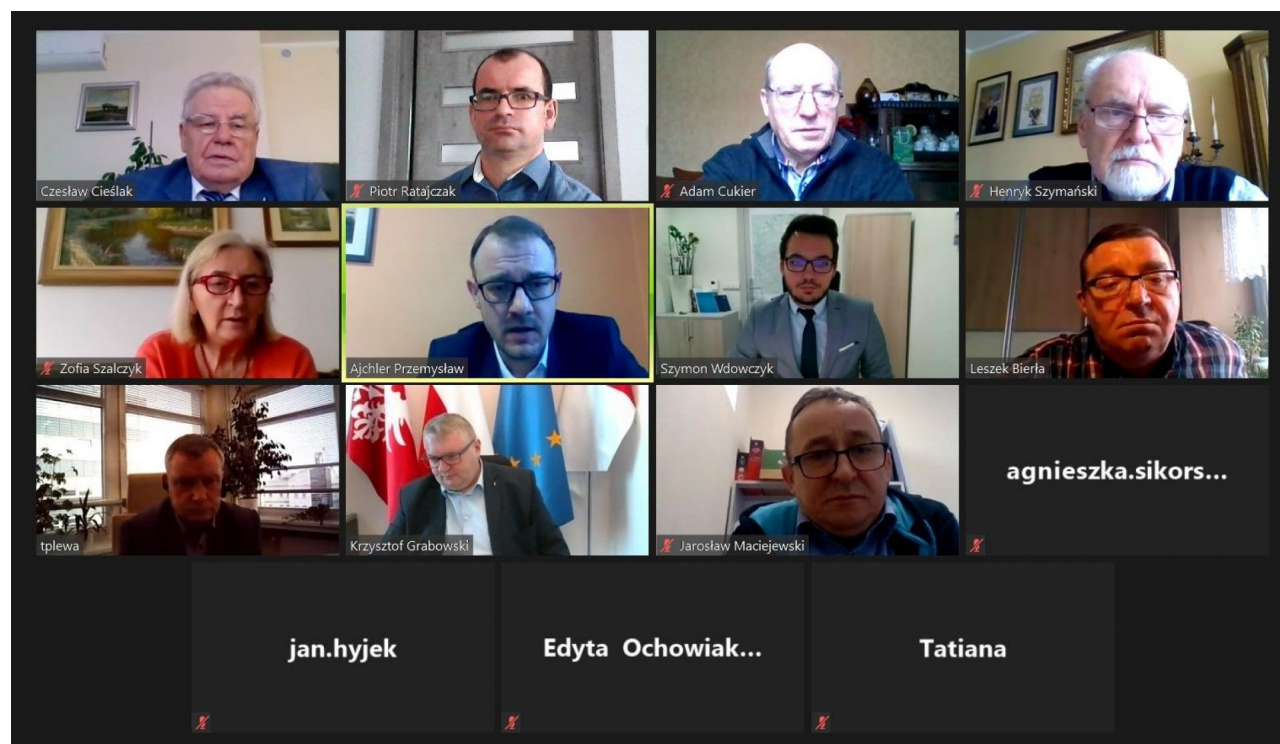 Czesław Cieślak
Piotr Ratajczak
Adam Cukier
Henryk Szymański
Zofia Szalczyk
Ajchler Przemysław
Szymon Wdowczyk
Leszek Bierła
tplewa
Krzysztof Grabowski
Jarosław Maciejewski
agnieszka.sikors...
jan.hyjek
Edyta Ochowiak...
Tatiana